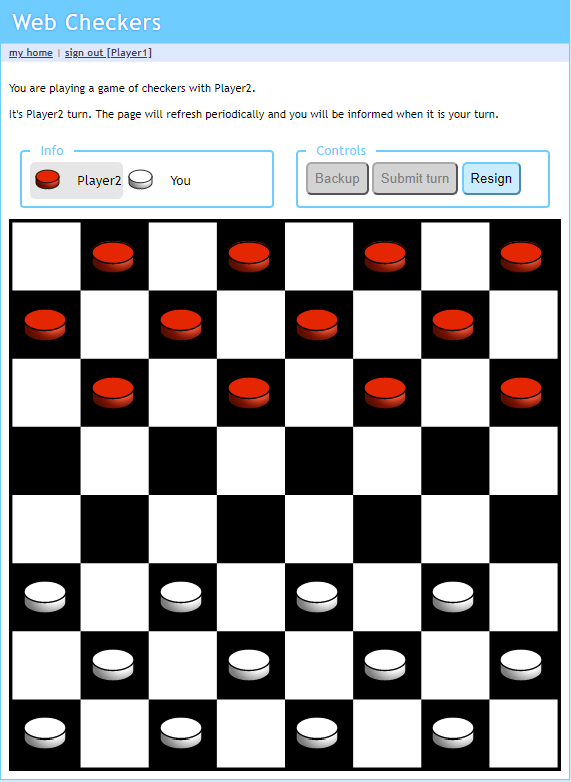 Web Checkers
my home | sign out [Player1]
You are playing a game of checkers with Player2.
It's Player2 turn. The page will refresh periodically and you will be informed when it is your turn.
Info
Player2 You
Controls
Backup Submit turn Resign